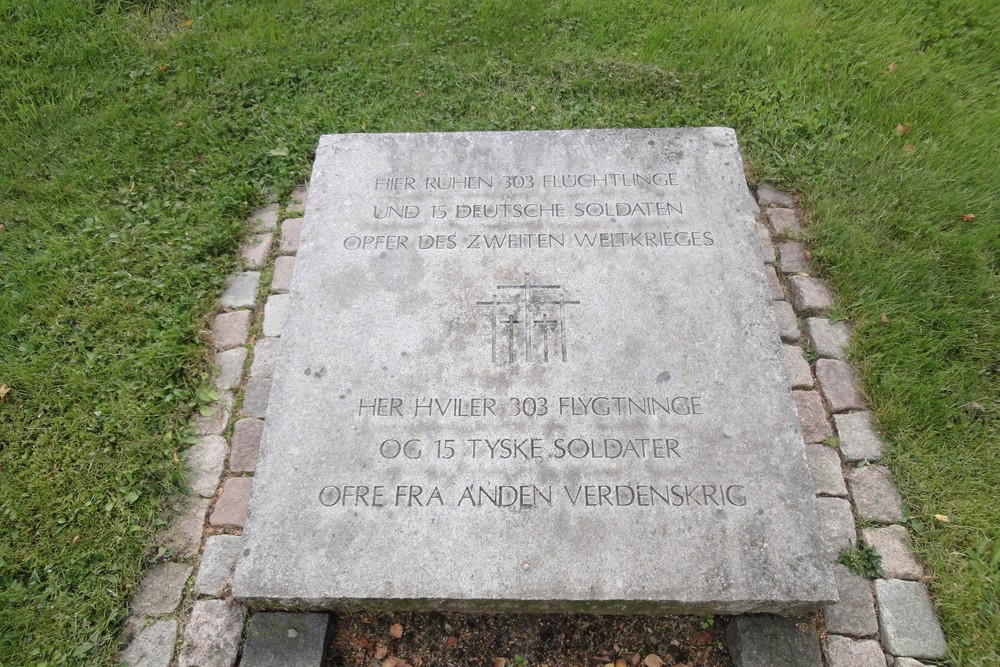 HIER RUHEN 303 FLÜCHTLINGE
UND 15 DEUTSCHE SOLDATEN
OPFER DES ZWEITEN WELTKRIEGES
HER HVILER 303 FLYGTNINGE
OG 15 TYSKE SOLDATER
OFRE FRA ANDEN VERDENSKRIG